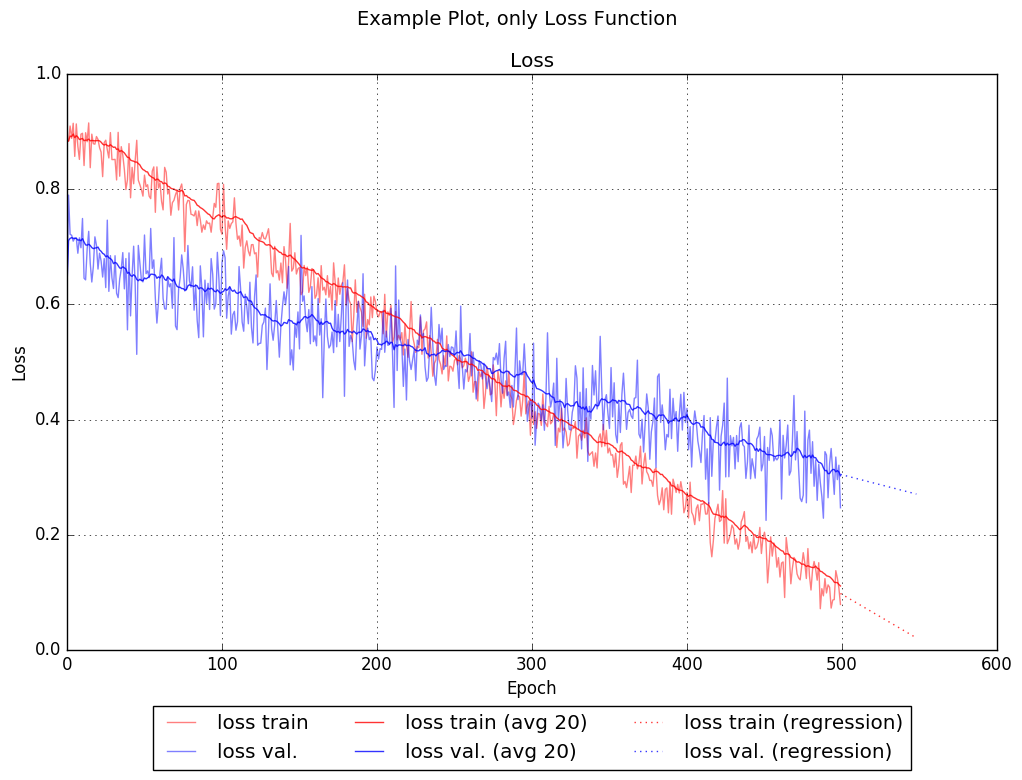 Example Plot, only Loss Function
Loss
1.0
0.8
0.6
0.4
0.2
0.0
Loss
0 100 200 300 400 500 600
Epoch
loss train loss train (avg 20) loss train (regression)
loss val. loss val. (avg 20) loss val. (regression)